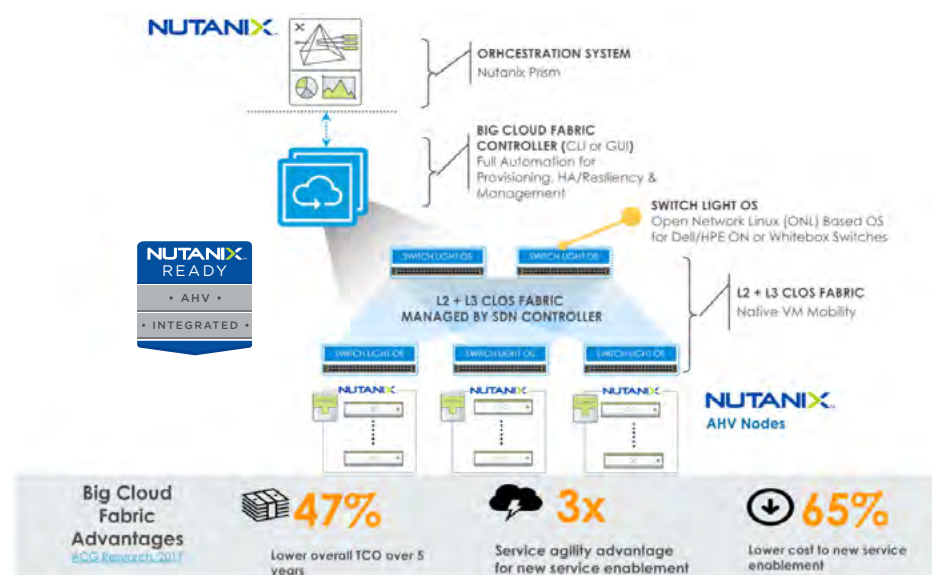 NUTANIX
ORHCESTRATION SYSTEM
Nutanix Prism
BIG CLOUD FABRIC
CONTROLLER (CLI or GUI)
Full Automation for
Provisioning, HA/Resiliency &
Management
SWITCH LIGHT OS
Open Network Linux (ONL) Based OS
for Dell/HPE ON or Whitebox Switches
NUTANIX
READY
• AHV •
• INTEGRATED •
SWITCH LIGHT OS
SWITCH LIGHT OS
L2 + L3 CLOS FABRIC
MANAGED BY SDN CONTROLLER
L2 + L3 CLOS FABRIC
Native VM Mobility
SWITCH LIGHT OS
SWITCH LIGHT OS
SWITCH LIGHT OS
NUTANIX
NUTANIX
NUTANIX
NUTANIX
AHV Nodes
Big Cloud
Fabric
Advantages
ACG Research, 2017
47%
Lower overall TCO over 5
years
3x
Service agility advantage
for new service enablement
65%
Lower cost to new service
enablement